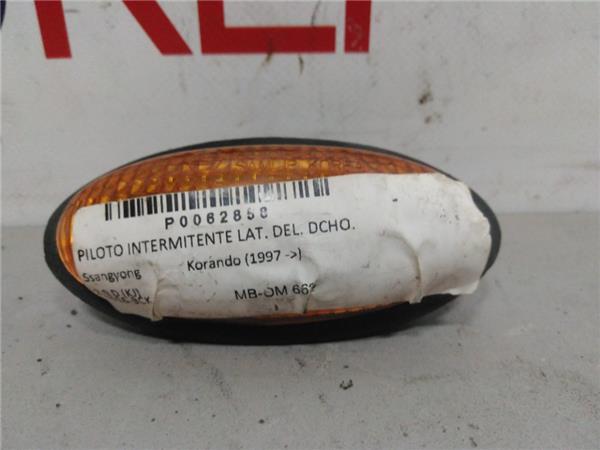 P0062858
PILOTO INTERMITENTE LAT. DEL. DCHO.
Ssangyong Korando (1997 ->)
MB-OM 662